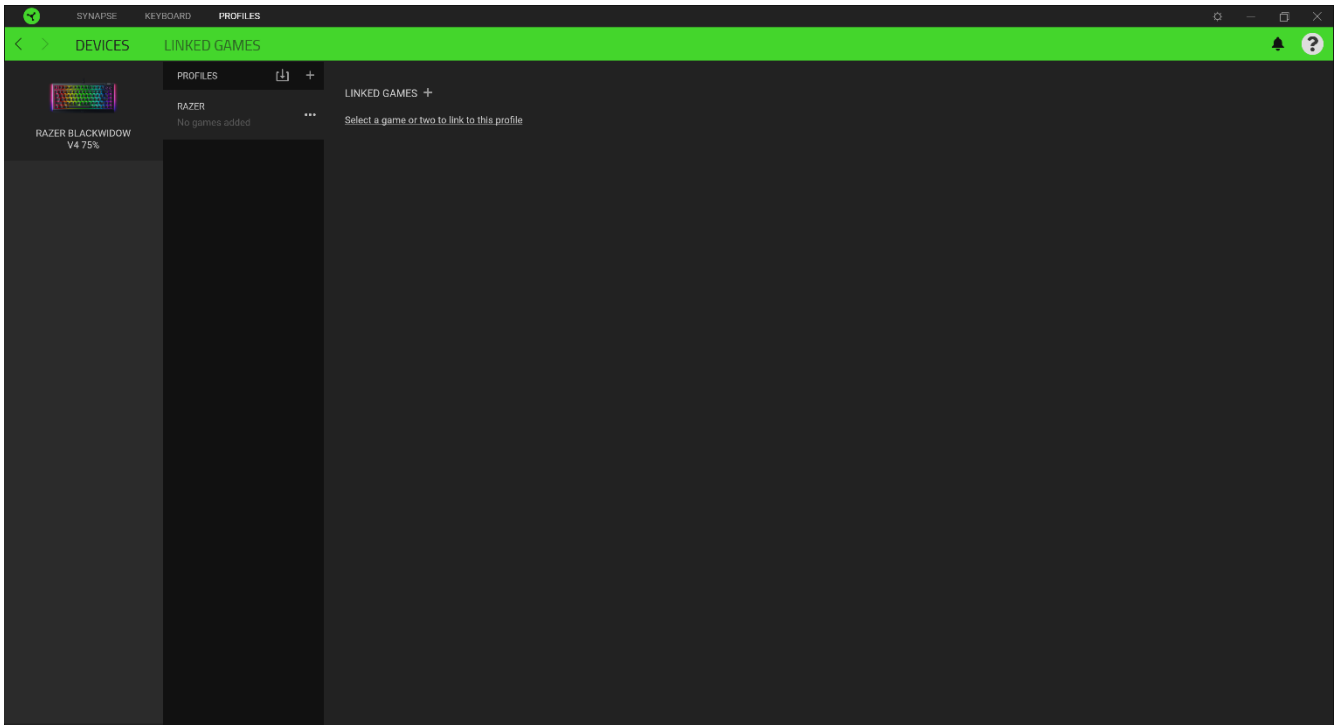 SYNAPSE KEYBOARD PROFILES
DEVICES LINKED GAMES
PROFILES
RAZER
No games added
RAZER BLACKWIDOW
V4 75%
LINKED GAMES
Select a game or two to link to this profile